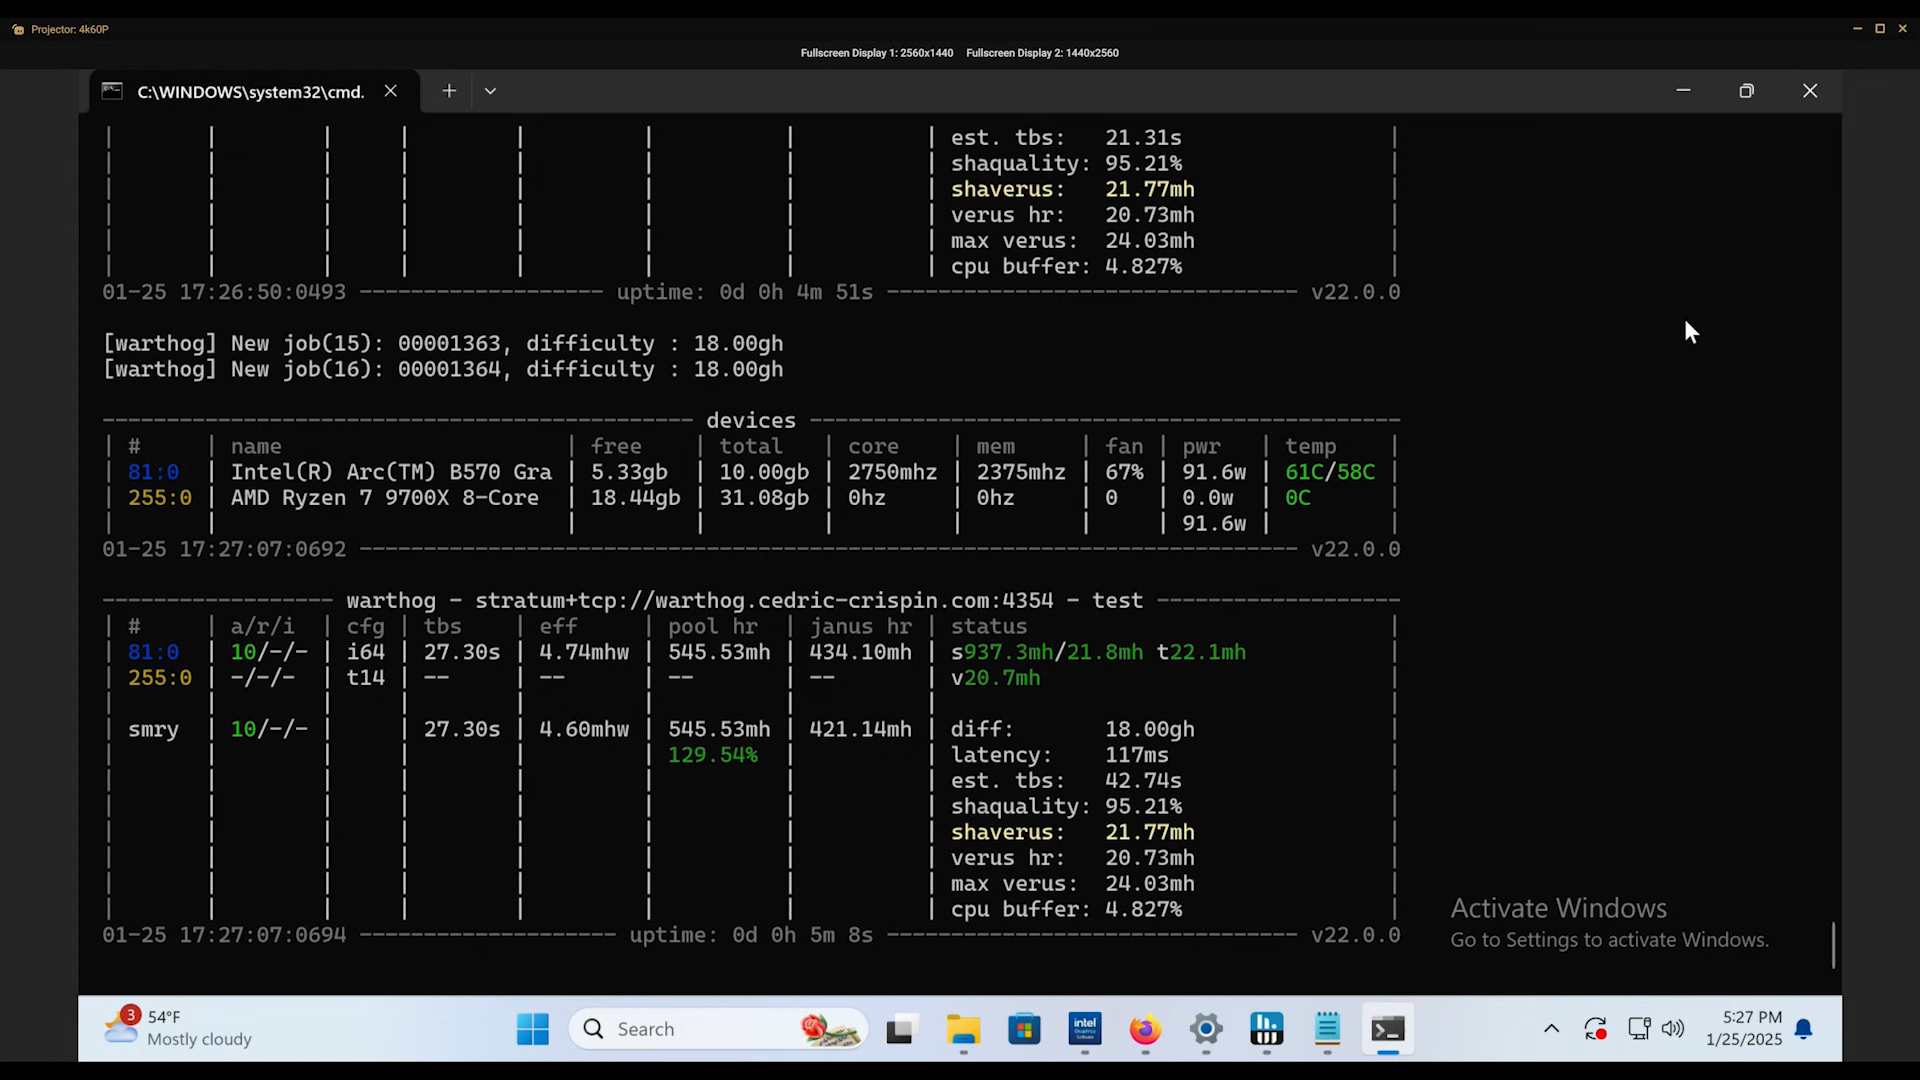 Projector: 4k60P
Fullscreen Display 1: 2560x1440 Fullscreen Display 2: 1440x2560
C:\WINDOWS\system32\cmd.
est. tbs: 21.31s
shaquality: 95.21%
shaverus: 21.77mh
verus hr: 20.73mh
max verus: 24.03mh
cpu buffer: 4.827%
01-25 17:26:50:0493 uptime: 0d 0h 4m 51s v22.0.0
[warthog] New job(15): 00001363, difficulty : 18.00gh
[warthog] New job(16): 00001364, difficulty : 18.00gh
devices
# | name | free | total | core | mem | fan | pwr | temp
81:0 | Intel(R) Arc(TM) B570 Gra | 5.33gb | 10.00gb | 2750mhz | 2375mhz | 67% | 91.6w | 61C/58C
255:0 | AMD Ryzen 7 9700X 8-Core | 18.44gb | 31.08gb | 0hz | 0hz | 0 | 0.0w | 0C
91.6w
01-25 17:27:07:0692 v22.0.0
warthog - stratum+tcp://warthog.cedric-crispin.com:4354 - test
# | a/r/i | cfg | tbs | eff | pool hr | janus hr | status
81:0 | 10/-/- | i64 | 27.30s | 4.74mhw | 545.53mh | 434.10mh | s937.3mh/21.8mh t22.1mh
255:0 | -/-/- | t14 | -- | -- | -- | -- | v20.7mh
smry | 10/-/- | 27.30s | 4.60mhw | 545.53mh | 421.14mh | diff: 18.00gh
129.54% | latency: 117ms
est. tbs: 42.74s
shaquality: 95.21%
shaverus: 21.77mh
verus hr: 20.73mh
max verus: 24.03mh
cpu buffer: 4.827%
01-25 17:27:07:0694 uptime: 0d 0h 5m 8s v22.0.0
Activate Windows
Go to Settings to activate Windows.
3
54°F
Mostly cloudy
Search
intel
5:27 PM
1/25/2025